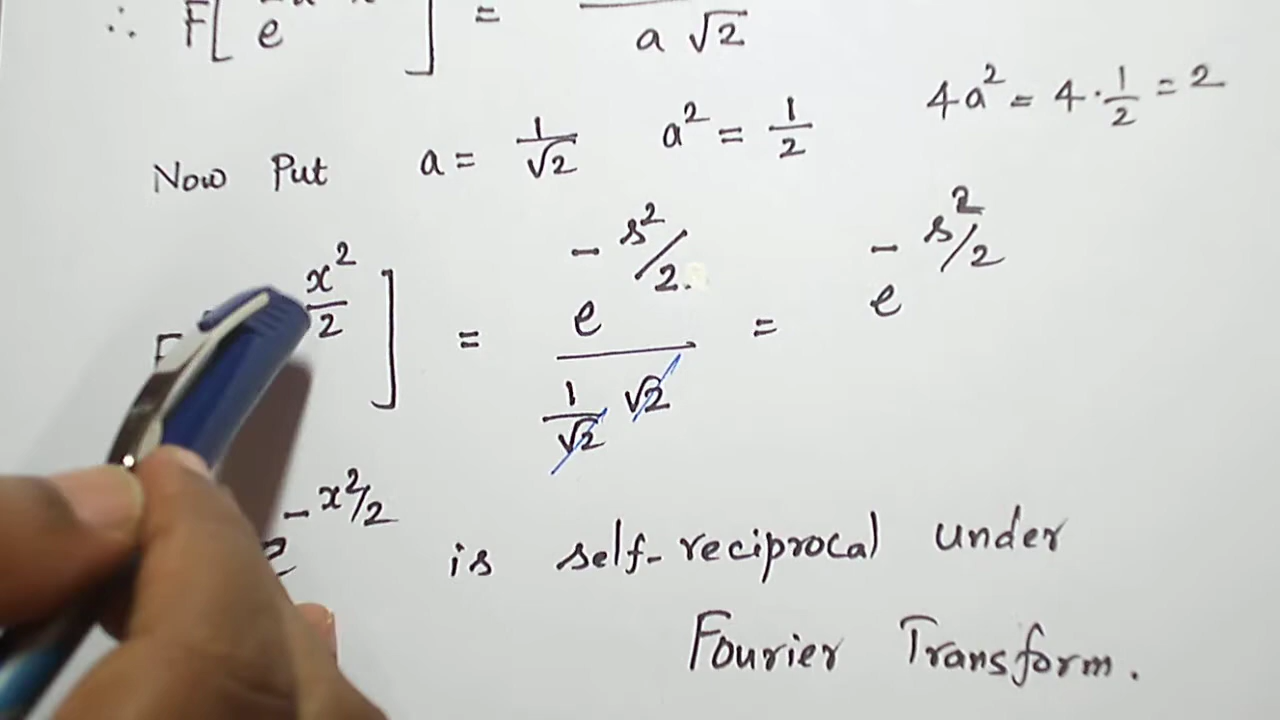 ∴ F[e ] = a √2
Now Put a = 1/√2 a² = 1/2 4a² = 4·1/2 = 2
F x²/2 ] = e^(-s²/2) / (1/√2 √2) = e^(-s²/2)
e^(-x²/2) is self-reciprocal under
Fourier Transform.